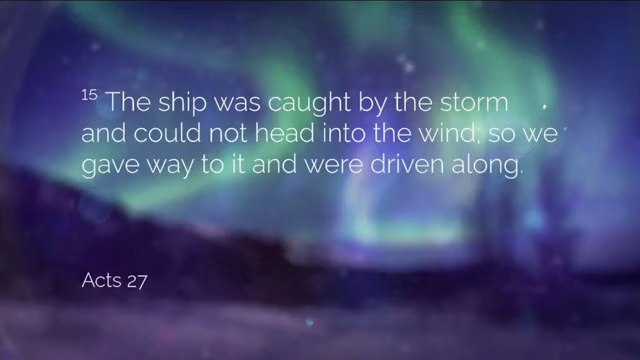 15 The ship was caught by the storm
and could not head into the wind; so we
gave way to it and were driven along.
Acts 27